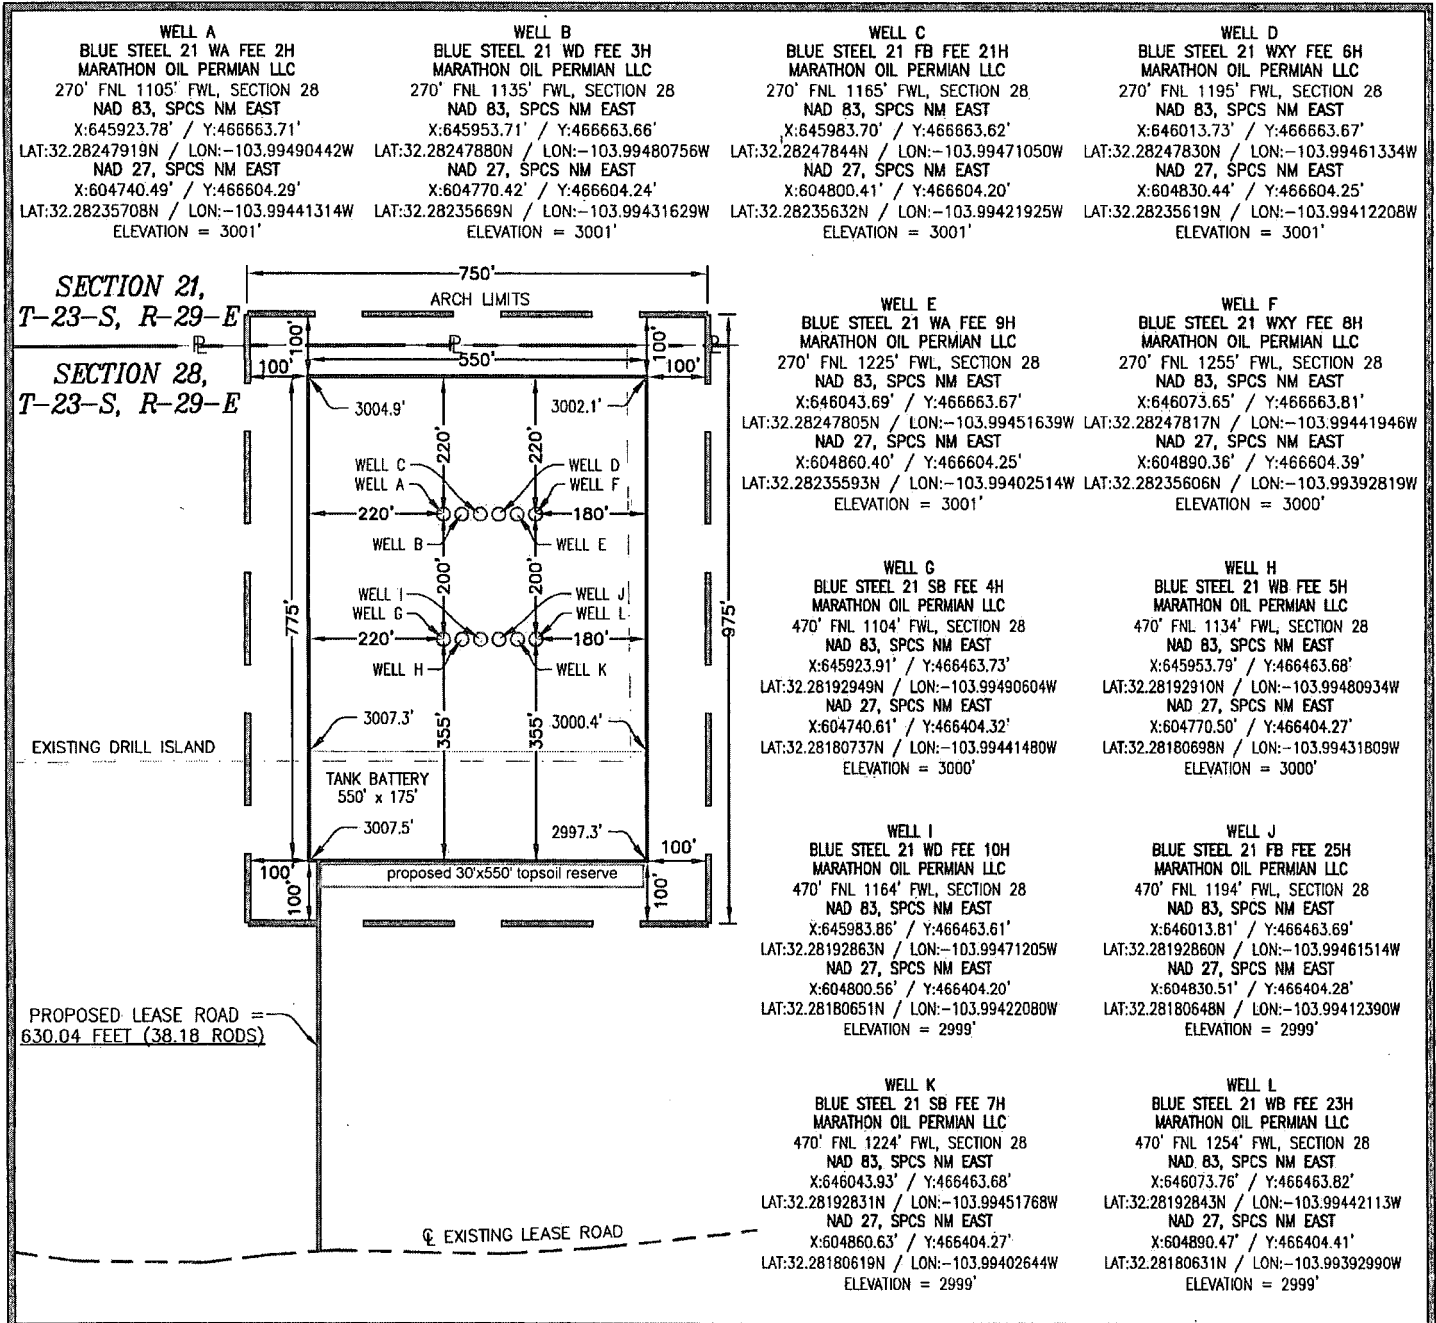 WELL A
BLUE STEEL 21 WA FEE 2H
MARATHON OIL PERMIAN LLC
270' FNL 1105' FWL, SECTION 28
NAD 83, SPCS NM EAST
X:645923.78' / Y:466663.71'
LAT:32.28247919N / LON:-103.99490442W
NAD 27, SPCS NM EAST
X:604740.49' / Y:466604.29'
LAT:32.28235708N / LON:-103.99441314W
ELEVATION = 3001'
WELL B
BLUE STEEL 21 WD FEE 3H
MARATHON OIL PERMIAN LLC
270' FNL 1135' FWL, SECTION 28
NAD 83, SPCS NM EAST
X:645953.71' / Y:466663.66'
LAT:32.28247880N / LON:-103.99480756W
NAD 27, SPCS NM EAST
X:604770.42' / Y:466604.24'
LAT:32.28235669N / LON:-103.99431629W
ELEVATION = 3001'
WELL C
BLUE STEEL 21 FB FEE 21H
MARATHON OIL PERMIAN LLC
270' FNL 1165' FWL, SECTION 28
NAD 83, SPCS NM EAST
X:645983.70' / Y:466663.62'
LAT:32.28247844N / LON:-103.99471050W
NAD 27, SPCS NM EAST
X:604800.41' / Y:466604.20'
LAT:32.28235632N / LON:-103.99421925W
ELEVATION = 3001'
WELL D
BLUE STEEL 21 WXY FEE 6H
MARATHON OIL PERMIAN LLC
270' FNL 1195' FWL, SECTION 28
NAD 83, SPCS NM EAST
X:646013.73' / Y:466663.67'
LAT:32.28247830N / LON:-103.99461334W
NAD 27, SPCS NM EAST
X:604830.44' / Y:466604.25'
LAT:32.28235619N / LON:-103.99412208W
ELEVATION = 3001'
WELL E
BLUE STEEL 21 WA FEE 9H
MARATHON OIL PERMIAN LLC
270' FNL 1225' FWL, SECTION 28
NAD 83, SPCS NM EAST
X:646043.69' / Y:466663.67'
LAT:32.28247805N / LON:-103.99451639W
NAD 27, SPCS NM EAST
X:604860.40' / Y:466604.25'
LAT:32.28235593N / LON:-103.99402514W
ELEVATION = 3001'
WELL F
BLUE STEEL 21 WXY FEE 8H
MARATHON OIL PERMIAN LLC
270' FNL 1255' FWL, SECTION 28
NAD 83, SPCS NM EAST
X:646073.65' / Y:466663.81'
LAT:32.28247817N / LON:-103.99441946W
NAD 27, SPCS NM EAST
X:604890.36' / Y:466604.39'
LAT:32.28235606N / LON:-103.99392819W
ELEVATION = 3000'
WELL G
BLUE STEEL 21 SB FEE 4H
MARATHON OIL PERMIAN LLC
470' FNL 1104' FWL, SECTION 28
NAD 83, SPCS NM EAST
X:645923.91' / Y:466463.73'
LAT:32.28192949N / LON:-103.99490604W
NAD 27, SPCS NM EAST
X:604740.61' / Y:466404.32'
LAT:32.28180737N / LON:-103.99441480W
ELEVATION = 3000'
WELL H
BLUE STEEL 21 WB FEE 5H
MARATHON OIL PERMIAN LLC
470' FNL 1134' FWL, SECTION 28
NAD 83, SPCS NM EAST
X:645953.79' / Y:466463.68'
LAT:32.28192910N / LON:-103.99480934W
NAD 27, SPCS NM EAST
X:604770.50' / Y:466404.27'
LAT:32.28180698N / LON:-103.99431809W
ELEVATION = 3000'
WELL I
BLUE STEEL 21 WD FEE 10H
MARATHON OIL PERMIAN LLC
470' FNL 1164' FWL, SECTION 28
NAD 83, SPCS NM EAST
X:645983.86' / Y:466463.61'
LAT:32.28192863N / LON:-103.99471205W
NAD 27, SPCS NM EAST
X:604800.56' / Y:466404.20'
LAT:32.28180651N / LON:-103.99422080W
ELEVATION = 2999'
WELL J
BLUE STEEL 21 FB FEE 25H
MARATHON OIL PERMIAN LLC
470' FNL 1194' FWL, SECTION 28
NAD 83, SPCS NM EAST
X:646013.81' / Y:466463.69'
LAT:32.28192860N / LON:-103.99461514W
NAD 27, SPCS NM EAST
X:604830.51' / Y:466404.28'
LAT:32.28180648N / LON:-103.99412390W
ELEVATION = 2999'
WELL K
BLUE STEEL 21 SB FEE 7H
MARATHON OIL PERMIAN LLC
470' FNL 1224' FWL, SECTION 28
NAD 83, SPCS NM EAST
X:646043.93' / Y:466463.68'
LAT:32.28192831N / LON:-103.99451768W
NAD 27, SPCS NM EAST
X:604860.63' / Y:466404.27'
LAT:32.28180619N / LON:-103.99402644W
ELEVATION = 2999'
WELL L
BLUE STEEL 21 WB FEE 23H
MARATHON OIL PERMIAN LLC
470' FNL 1254' FWL, SECTION 28
NAD 83, SPCS NM EAST
X:646073.76' / Y:466463.82'
LAT:32.28192843N / LON:-103.99442113W
NAD 27, SPCS NM EAST
X:604890.47' / Y:466404.41'
LAT:32.28180631N / LON:-103.99392990W
ELEVATION = 2999'
SECTION 21,
T-23-S, R-29-E
SECTION 28,
T-23-S, R-29-E
750'
ARCH LIMITS
PL
PL
PL
100'
100'
550'
100'
100'
3004.9'
3002.1'
220'
220'
WELL C
WELL D
WELL A
WELL F
220'
180'
WELL B
WELL E
775'
200'
200'
975'
WELL I
WELL J
WELL G
WELL L
220'
180'
WELL H
WELL K
3007.3'
3000.4'
355'
355'
EXISTING DRILL ISLAND
TANK BATTERY
550' x 175'
3007.5'
2997.3'
100'
100'
proposed 30'x550' topsoil reserve
100'
100'
PROPOSED LEASE ROAD =
630.04 FEET (38.18 RODS)
CL EXISTING LEASE ROAD